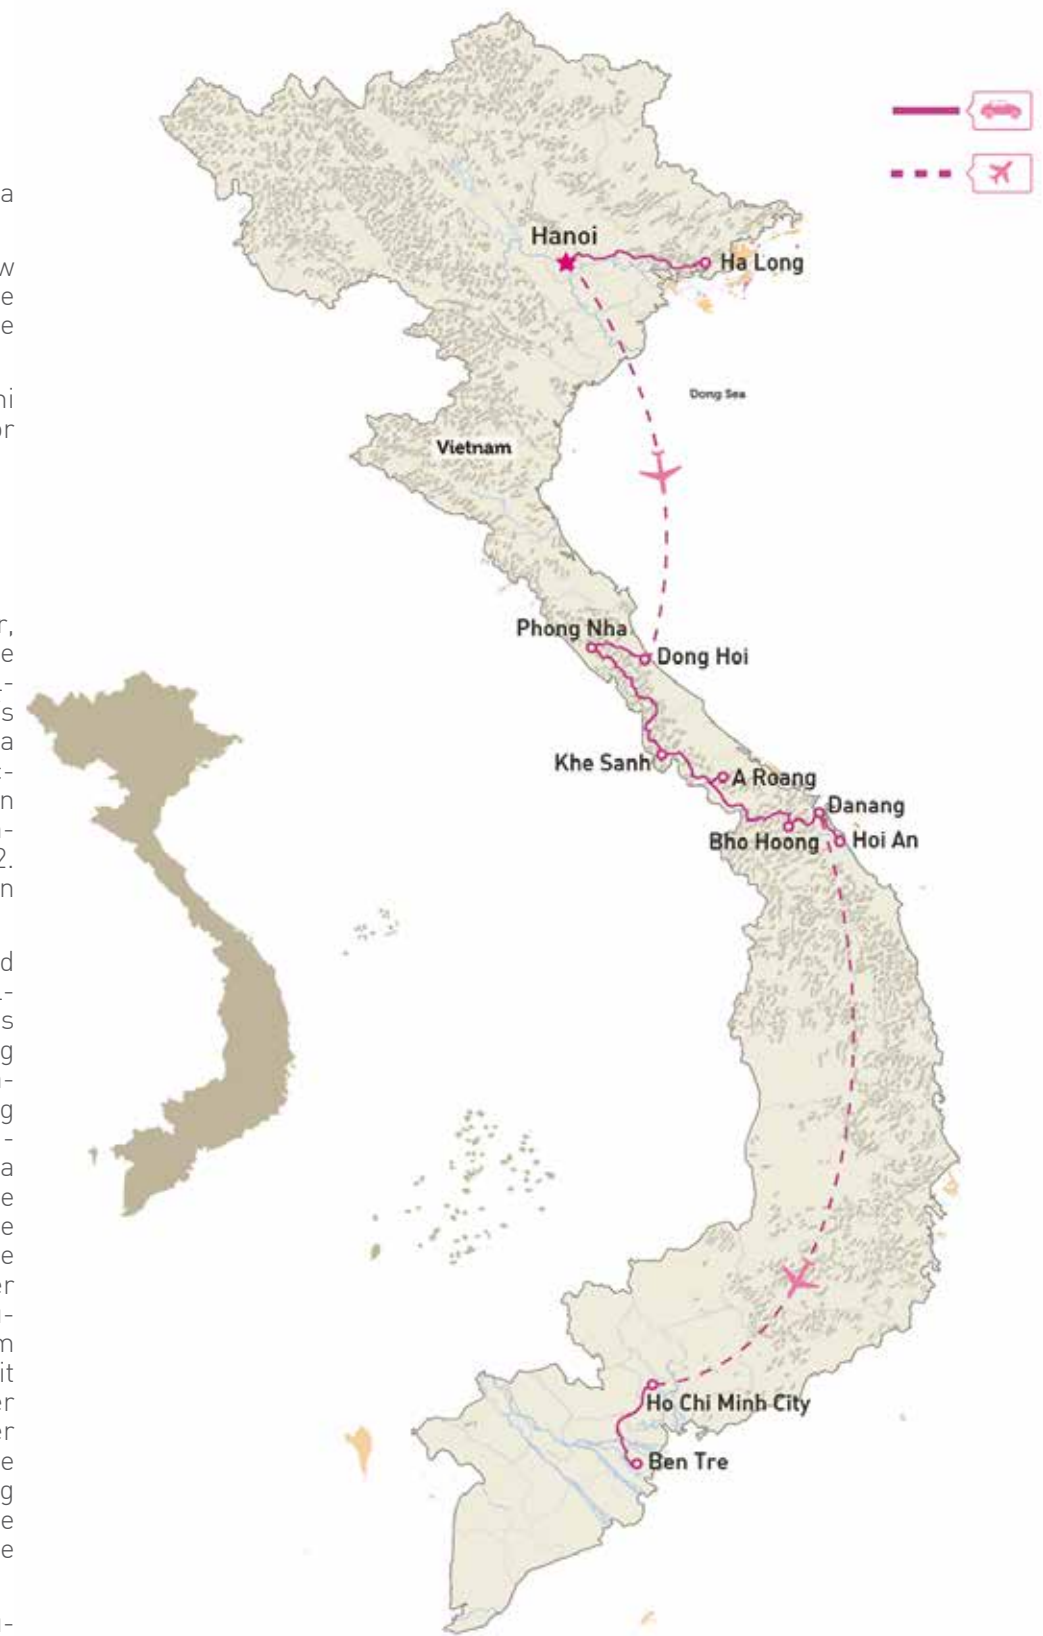 Hanoi
Ha Long
Dong Sea
Vietnam
Phong Nha
Dong Hoi
Khe Sanh
A Roang
Danang
Bho Hoong
Hoi An
Ho Chi Minh City
Ben Tre